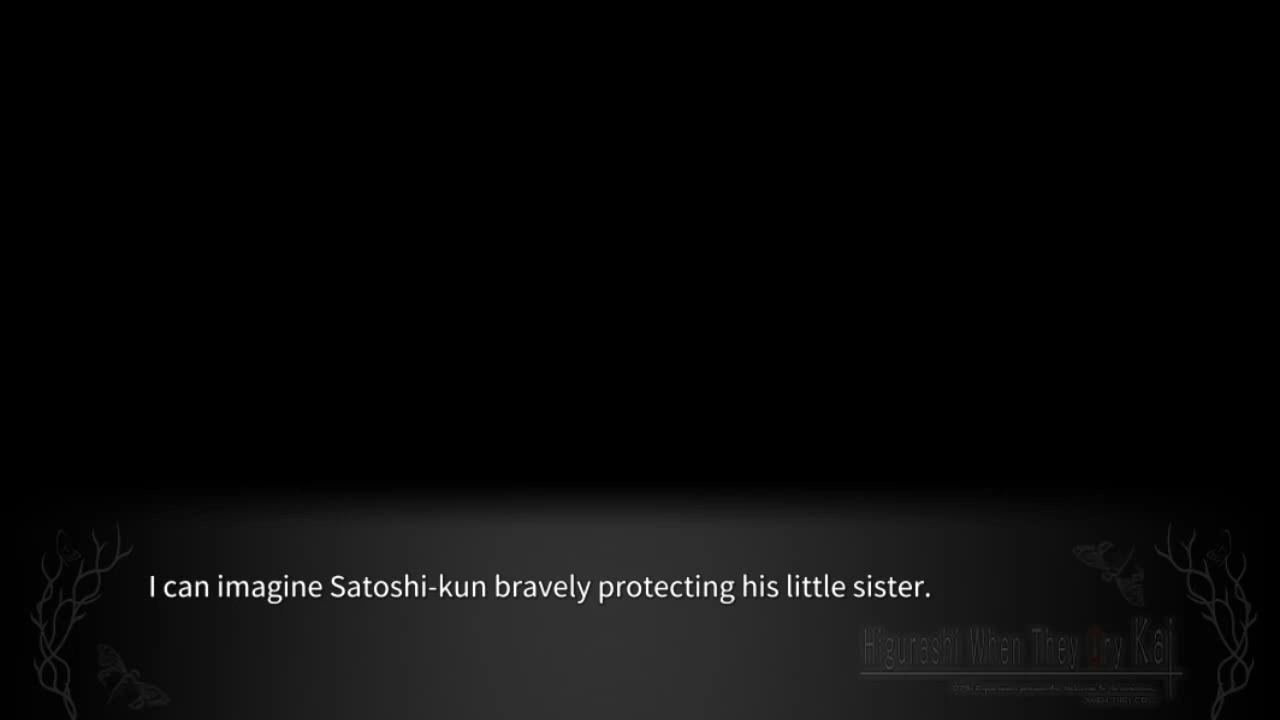 I can imagine Satoshi-kun bravely protecting his little sister.
Higurashi When They Cry Kai